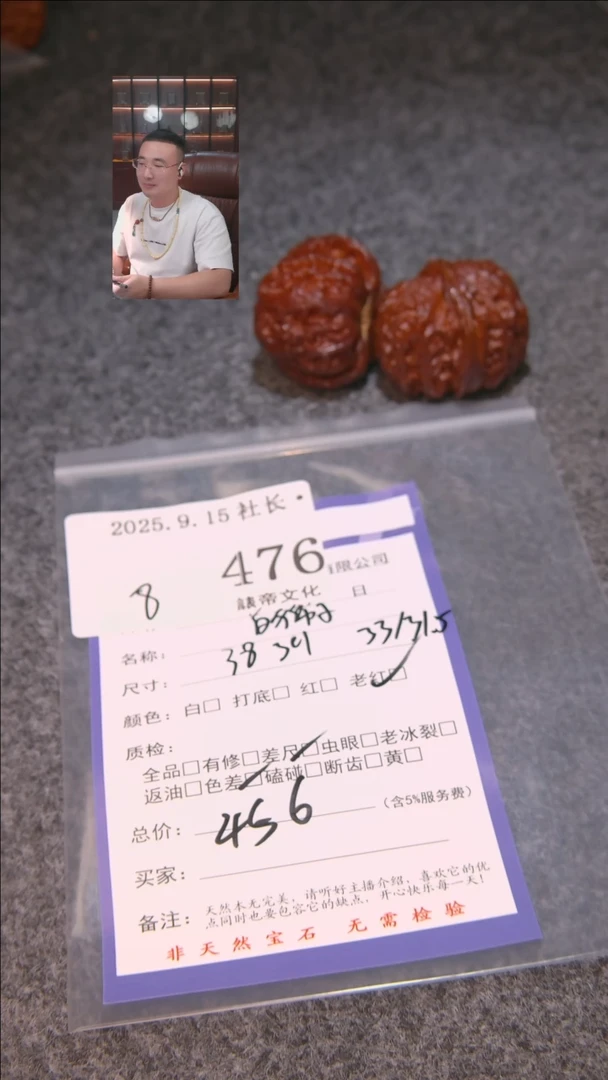 2025.9.15 社长·
476
8
限公司
帝文化 日
名称: 白狮子
尺寸: 38 34 33/31.5
颜色: 白□ 打底□ 红□ 老红□
质检:
全品□有修□差尺□虫眼□老冰裂□
返油□色差□磕碰□断齿□黄□
总价: 456 (含5%服务费)
买家:
备注: 天然本无完美,请听好主播介绍,喜欢它的优
点同时也要包容它的缺点,开心快乐每一天!
非天然宝石 无需检验